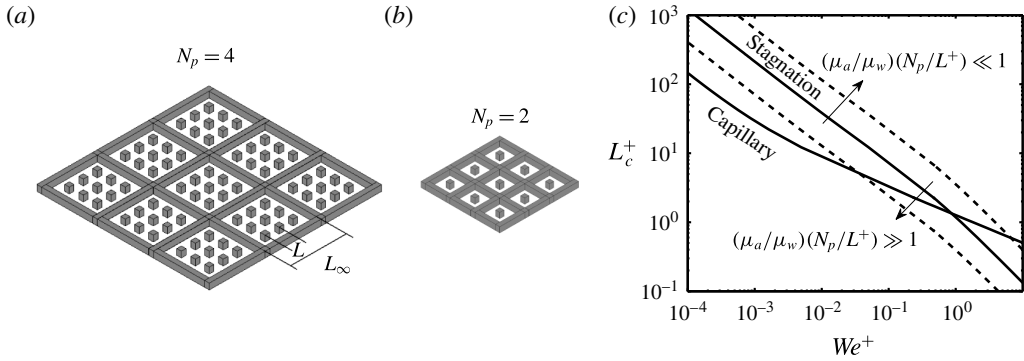 (a)
N_p = 4
L
L_∞
(b)
N_p = 2
(c)
10^3
10^2
10^1
10^0
10^−1
L_c^+
Stagnation
Capillary
(μ_a/μ_w)(N_p/L^+) ≪ 1
(μ_a/μ_w)(N_p/L^+) ≫ 1
10^−4
10^−3
10^−2
10^−1
10^0
We^+